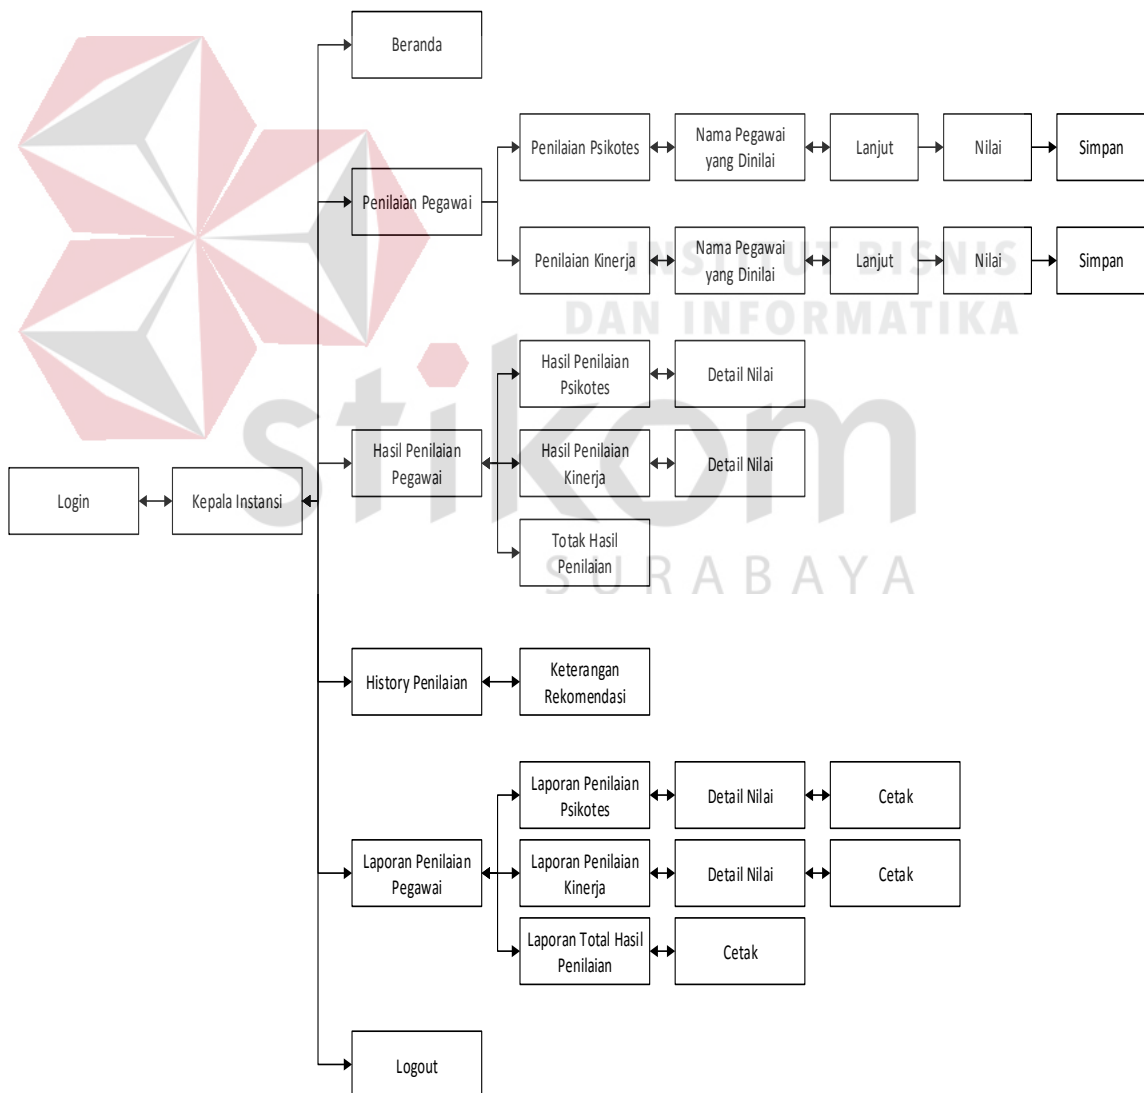 Beranda
Penilaian Pegawai
Penilaian Psikotes
Nama Pegawai
yang Dinilai
Lanjut
Nilai
Simpan
Penilaian Kinerja
Nama Pegawai
yang Dinilai
Lanjut
Nilai
Simpan
INSTITUT BISNIS
DAN INFORMATIKA
stikom
SURABAYA
Login
Kepala Instansi
Hasil Penilaian
Pegawai
Hasil Penilaian
Psikotes
Detail Nilai
Hasil Penilaian
Kinerja
Detail Nilai
Totak Hasil
Penilaian
History Penilaian
Keterangan
Rekomendasi
Laporan Penilaian
Pegawai
Laporan Penilaian
Psikotes
Detail Nilai
Cetak
Laporan Penilaian
Kinerja
Detail Nilai
Cetak
Laporan Total Hasil
Penilaian
Cetak
Logout